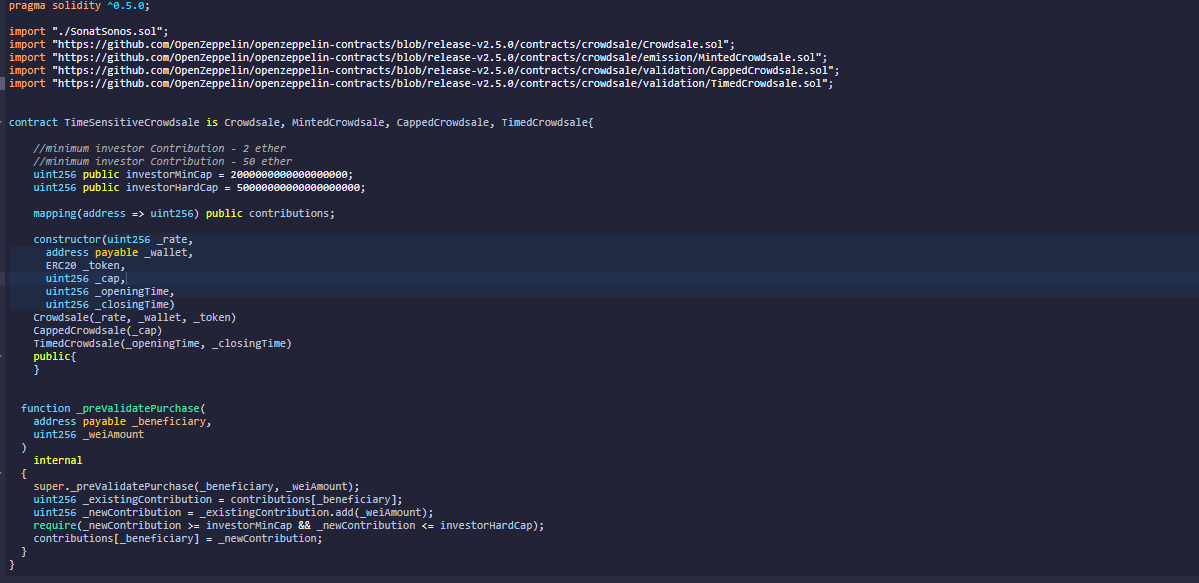 pragma solidity ^0.5.0;
import "./SonatSonos.sol";
import "https://github.com/OpenZeppelin/openzeppelin-contracts/blob/release-v2.5.0/contracts/crowdsale/Crowdsale.sol";
import "https://github.com/OpenZeppelin/openzeppelin-contracts/blob/release-v2.5.0/contracts/crowdsale/emission/MintedCrowdsale.sol";
import "https://github.com/OpenZeppelin/openzeppelin-contracts/blob/release-v2.5.0/contracts/crowdsale/validation/CappedCrowdsale.sol";
import "https://github.com/OpenZeppelin/openzeppelin-contracts/blob/release-v2.5.0/contracts/crowdsale/validation/TimedCrowdsale.sol";
contract TimeSensitiveCrowdsale is Crowdsale, MintedCrowdsale, CappedCrowdsale, TimedCrowdsale{
//minimum investor Contribution - 2 ether
//minimum investor Contribution - 50 ether
uint256 public investorMinCap = 2000000000000000000;
uint256 public investorHardCap = 50000000000000000000;
mapping(address => uint256) public contributions;
constructor(uint256 _rate,
address payable _wallet,
ERC20 _token,
uint256 _cap,
uint256 _openingTime,
uint256 _closingTime)
Crowdsale(_rate, _wallet, _token)
CappedCrowdsale(_cap)
TimedCrowdsale(_openingTime, _closingTime)
public{
}
function _preValidatePurchase(
address payable _beneficiary,
uint256 _weiAmount
)
internal
{
super._preValidatePurchase(_beneficiary, _weiAmount);
uint256 _existingContribution = contributions[_beneficiary];
uint256 _newContribution = _existingContribution.add(_weiAmount);
require(_newContribution >= investorMinCap && _newContribution <= investorHardCap);
contributions[_beneficiary] = _newContribution;
}
}